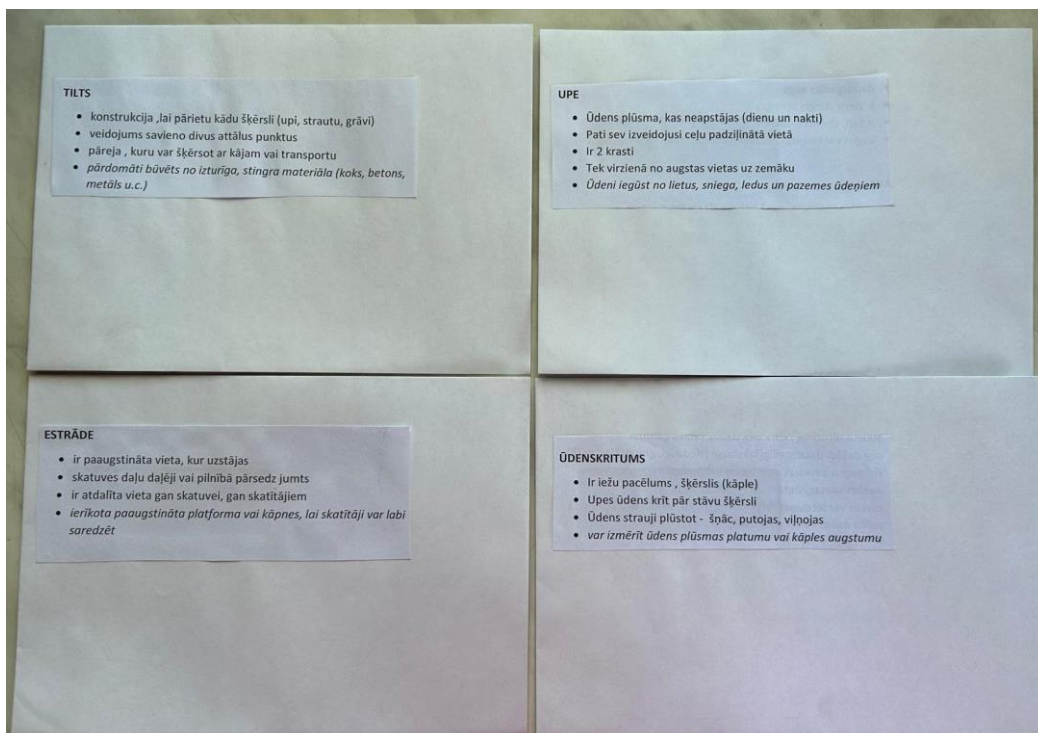 TILTS
• konstrukcija ,lai pārietu kādu šķērsli (upi, strautu, grāvi)
• veidojums savieno divus attālus punktus
• pāreja , kuru var šķērsot ar kājām vai transportu
• pārdomāti būvēts no izturīga, stingra materiāla (koks, betons,
metāls u.c.)
UPE
• Ūdens plūsma, kas neapstājas (dienu un nakti)
• Pati sev izveidojusi ceļu padziļinātā vietā
• Ir 2 krasti
• Tek virzienā no augstas vietas uz zemāku
• Ūdeni iegūst no lietus, sniega, ledus un pazemes ūdeņiem
ESTRĀDE
• ir paaugstināta vieta, kur uzstājas
• skatuves daļu daļēji vai pilnībā pārsedz jumts
• ir atdalīta vieta gan skatuvei, gan skatītājiem
• ierīkota paaugstināta platforma vai kāpnes, lai skatītāji var labi
saredzēt
ŪDENSKRITUMS
• Ir iežu pacēlums , šķērslis (kāple)
• Upes ūdens krīt pār stāvu šķērsli
• Ūdens strauji plūstot - šņāc, putojas, viļņojas
• var izmērīt ūdens plūsmas platumu vai kāples augstumu